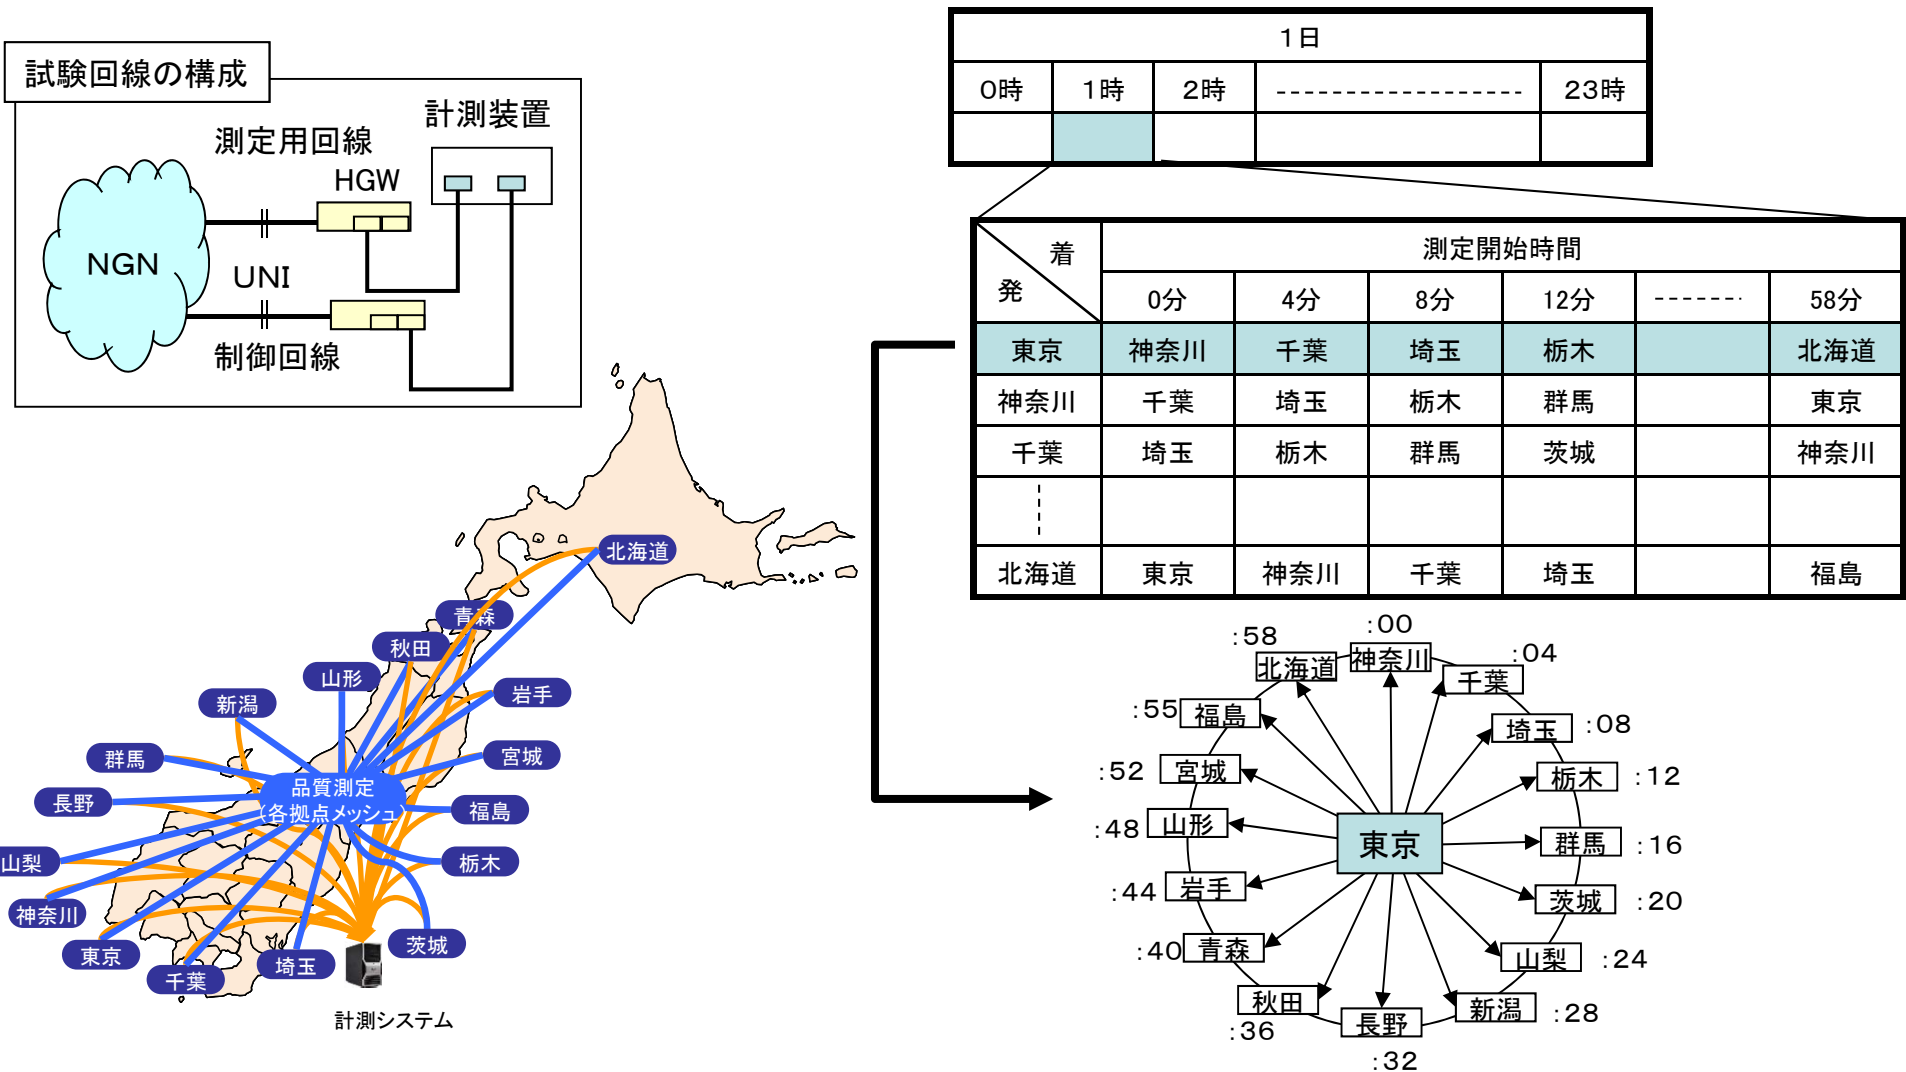 試験回線の構成
計測装置
測定用回線
HGW
NGN
UNI
制御回線
1日
0時 1時 2時 23時
着
発
測定開始時間
0分 4分 8分 12分 58分
東京 神奈川 千葉 埼玉 栃木 北海道
神奈川 千葉 埼玉 栃木 群馬 東京
千葉 埼玉 栃木 群馬 茨城 神奈川
北海道 東京 神奈川 千葉 埼玉 福島
北海道
青森
秋田
山形
岩手
新潟
宮城
群馬
品質測定
(各拠点メッシュ)
長野
福島
山梨
栃木
神奈川
東京
茨城
千葉
埼玉
計測システム
:00
神奈川
:04
千葉
:08
埼玉
:12
栃木
:16
群馬
:20
茨城
:24
山梨
:28
新潟
:32
長野
:36
秋田
:40
青森
:44
岩手
:48
山形
:52
宮城
:55
福島
:58
北海道
東京